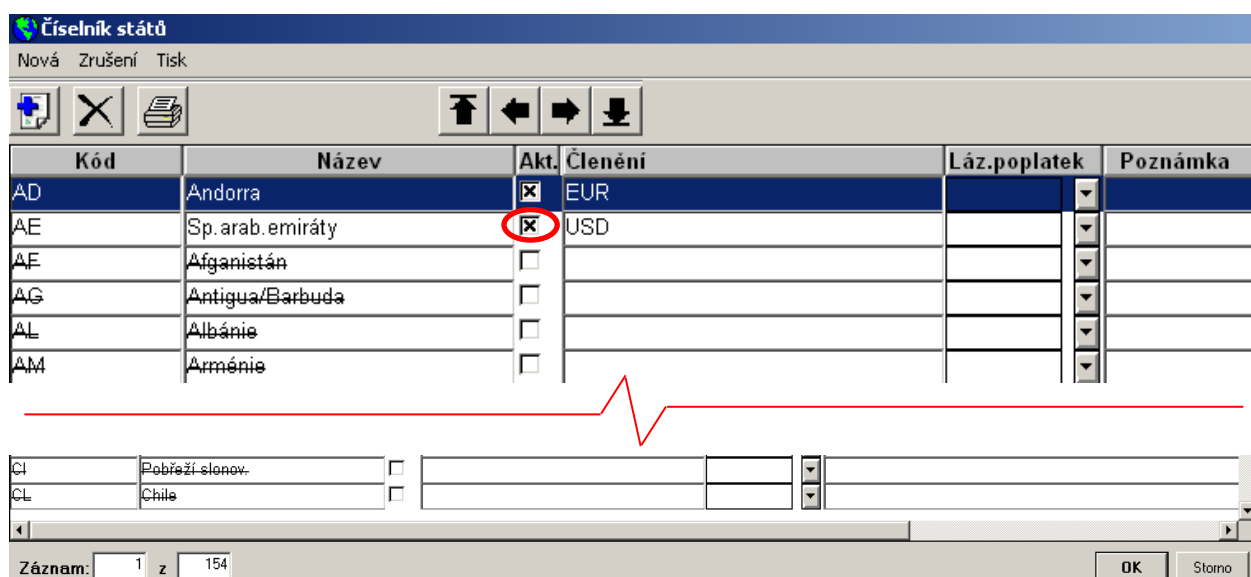 Číselník států
Nová Zrušení Tisk
Kód Název Akt. Členění Láz.poplatek Poznámka
AD Andorra EUR
AE Sp.arab.emiráty USD
AF Afganistán
AG Antigua/Barbuda
AL Albánie
AM Arménie
CI Pobřeží slonov.
CL Chile
Záznam: 1 z 154 OK Storno